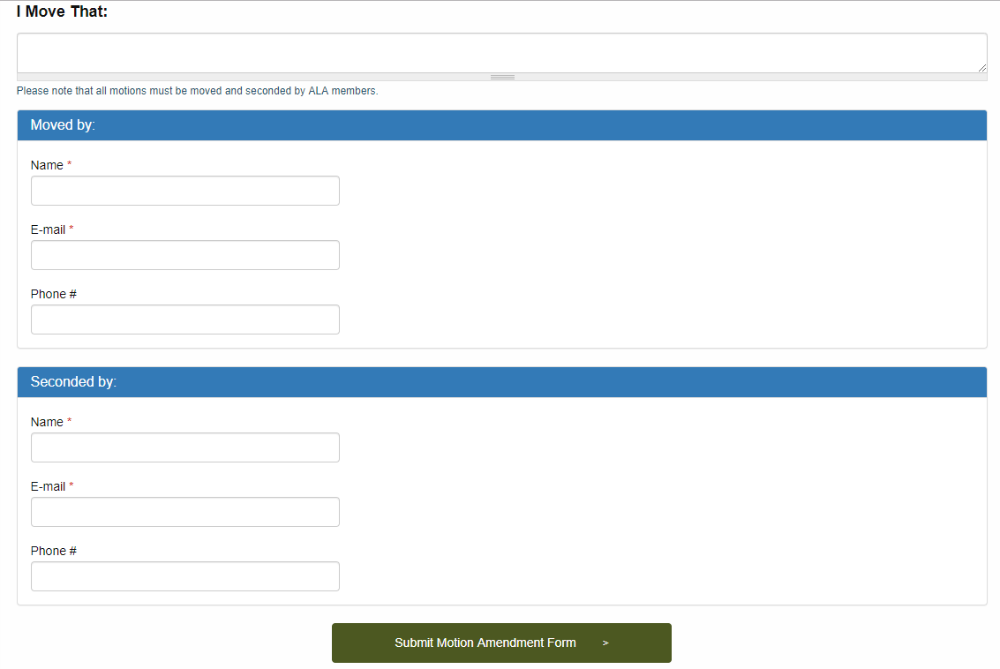 I Move That:
Please note that all motions must be moved and seconded by ALA members.
Moved by:
Name *
E-mail *
Phone #
Seconded by:
Name *
E-mail *
Phone #
Submit Motion Amendment Form >